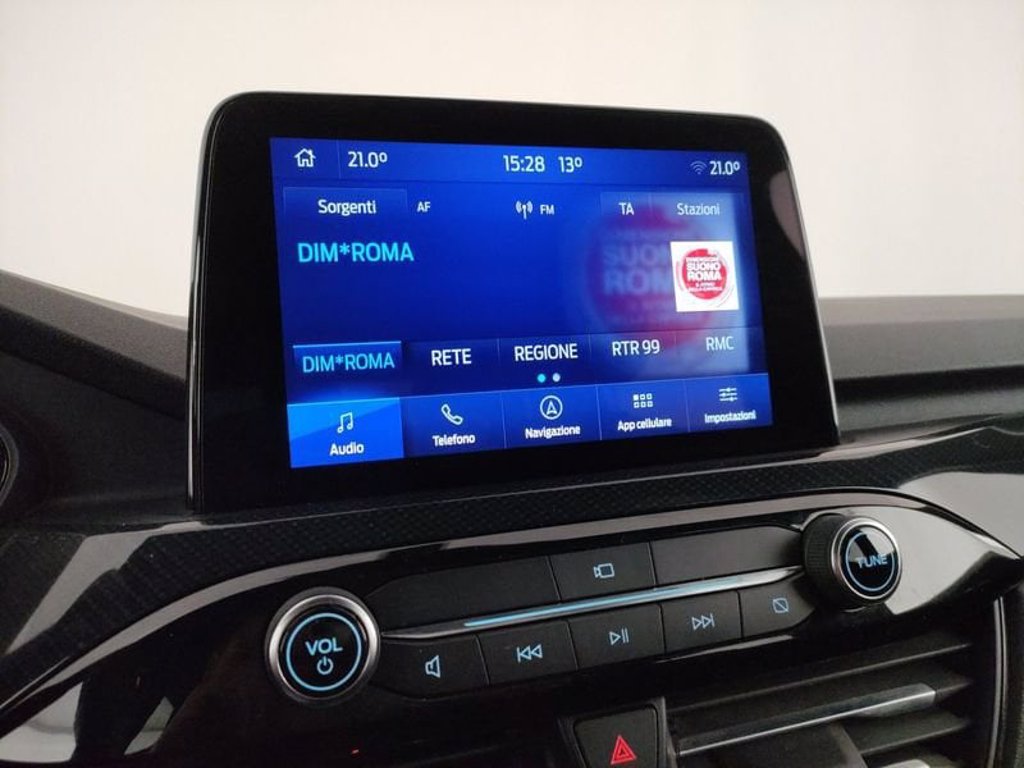 21.0° 15:28 13° 21.0°
Sorgenti AF FM TA Stazioni
DIM*ROMA
DIMENSIONE
SUONO
ROMA
DIM*ROMA RETE REGIONE RTR 99 RMC
Audio Telefono Navigazione App cellulare Impostazioni
VOL
TUNE